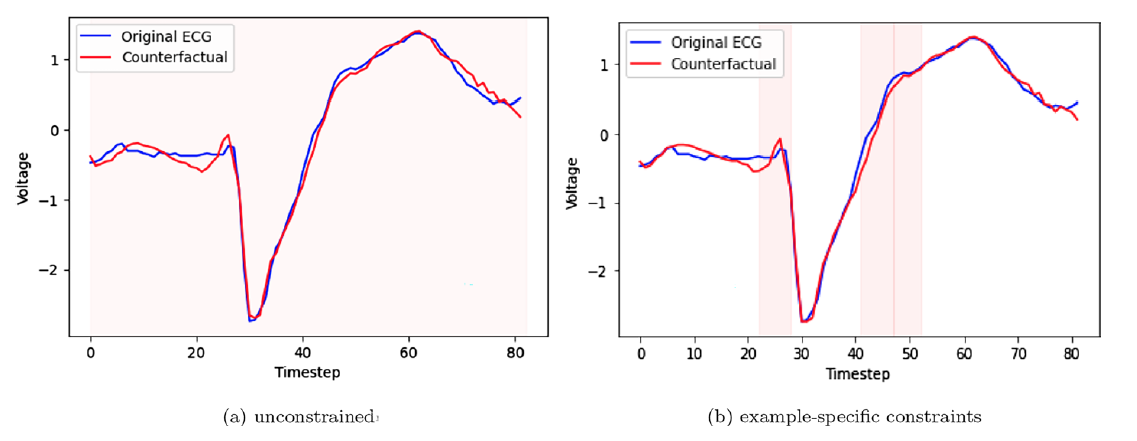 Original ECG
Counterfactual
1
0
−1
−2
Voltage
0 20 40 60 80
Timestep
(a) unconstrained
Original ECG
Counterfactual
1
0
−1
−2
Voltage
0 10 20 30 40 50 60 70 80
Timestep
(b) example-specific constraints